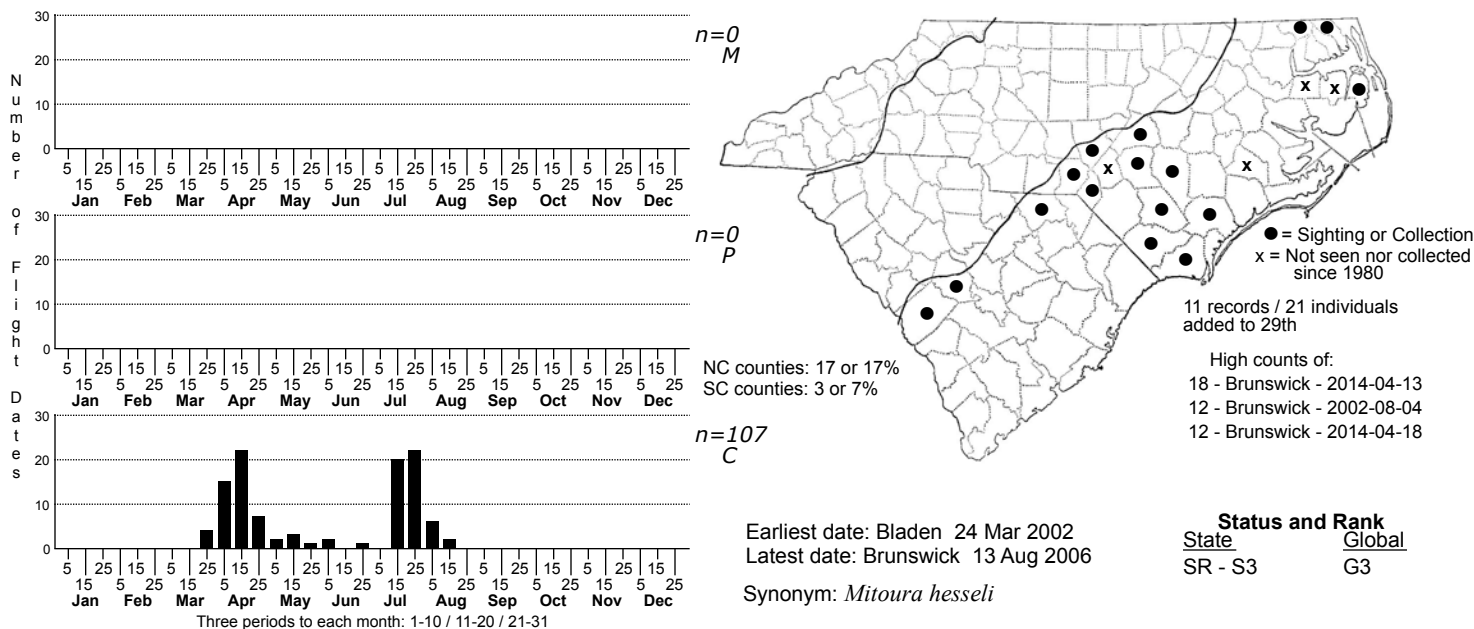 Number of Flight Dates
30
20
10
0
5 15 25 5 15 25 5 15 25 5 15 25 5 15 25 5 15 25 5 15 25 5 15 25 5 15 25 5 15 25 5 15 25 5 15 25
Jan Feb Mar Apr May Jun Jul Aug Sep Oct Nov Dec
n=0
M
30
20
10
0
5 15 25 5 15 25 5 15 25 5 15 25 5 15 25 5 15 25 5 15 25 5 15 25 5 15 25 5 15 25 5 15 25 5 15 25
Jan Feb Mar Apr May Jun Jul Aug Sep Oct Nov Dec
n=0
P
30
20
10
0
5 15 25 5 15 25 5 15 25 5 15 25 5 15 25 5 15 25 5 15 25 5 15 25 5 15 25 5 15 25 5 15 25 5 15 25
Jan Feb Mar Apr May Jun Jul Aug Sep Oct Nov Dec
n=107
C
Three periods to each month: 1-10 / 11-20 / 21-31
x x
x x
= Sighting or Collection
x = Not seen nor collected
since 1980
11 records / 21 individuals
added to 29th
NC counties: 17 or 17%
SC counties: 3 or 7%
High counts of:
18 - Brunswick - 2014-04-13
12 - Brunswick - 2002-08-04
12 - Brunswick - 2014-04-18
Earliest date: Bladen 24 Mar 2002
Latest date: Brunswick 13 Aug 2006
Synonym: Mitoura hesseli
Status and Rank
State Global
SR - S3 G3